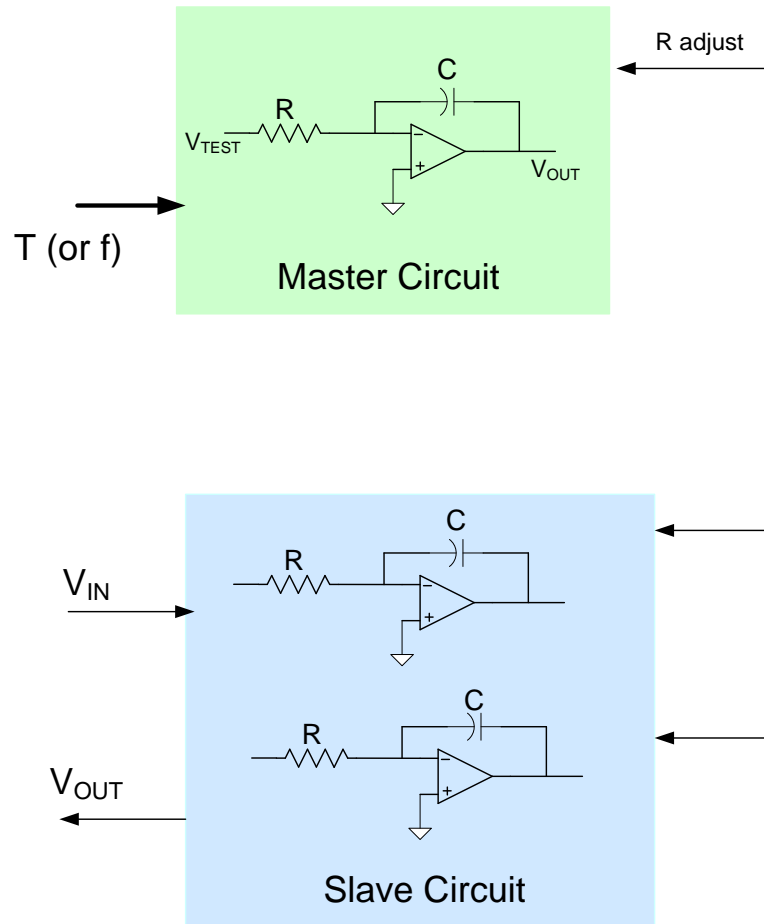 R adjust
C
R
V_TEST
V_OUT
T (or f)
Master Circuit
C
R
V_IN
C
R
V_OUT
Slave Circuit